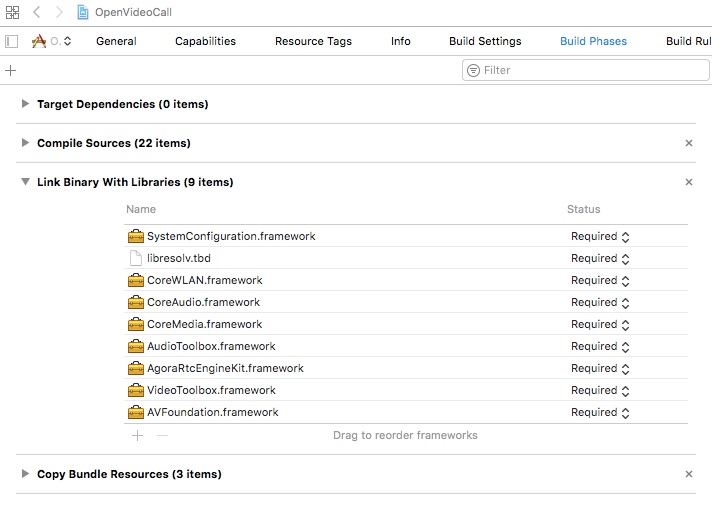 OpenVideoCall
O. General Capabilities Resource Tags Info Build Settings Build Phases Build Rul
Filter
Target Dependencies (0 items)
Compile Sources (22 items)
Link Binary With Libraries (9 items)
Name Status
SystemConfiguration.framework Required
libresolv.tbd Required
CoreWLAN.framework Required
CoreAudio.framework Required
CoreMedia.framework Required
AudioToolbox.framework Required
AgoraRtcEngineKit.framework Required
VideoToolbox.framework Required
AVFoundation.framework Required
Drag to reorder frameworks
Copy Bundle Resources (3 items)